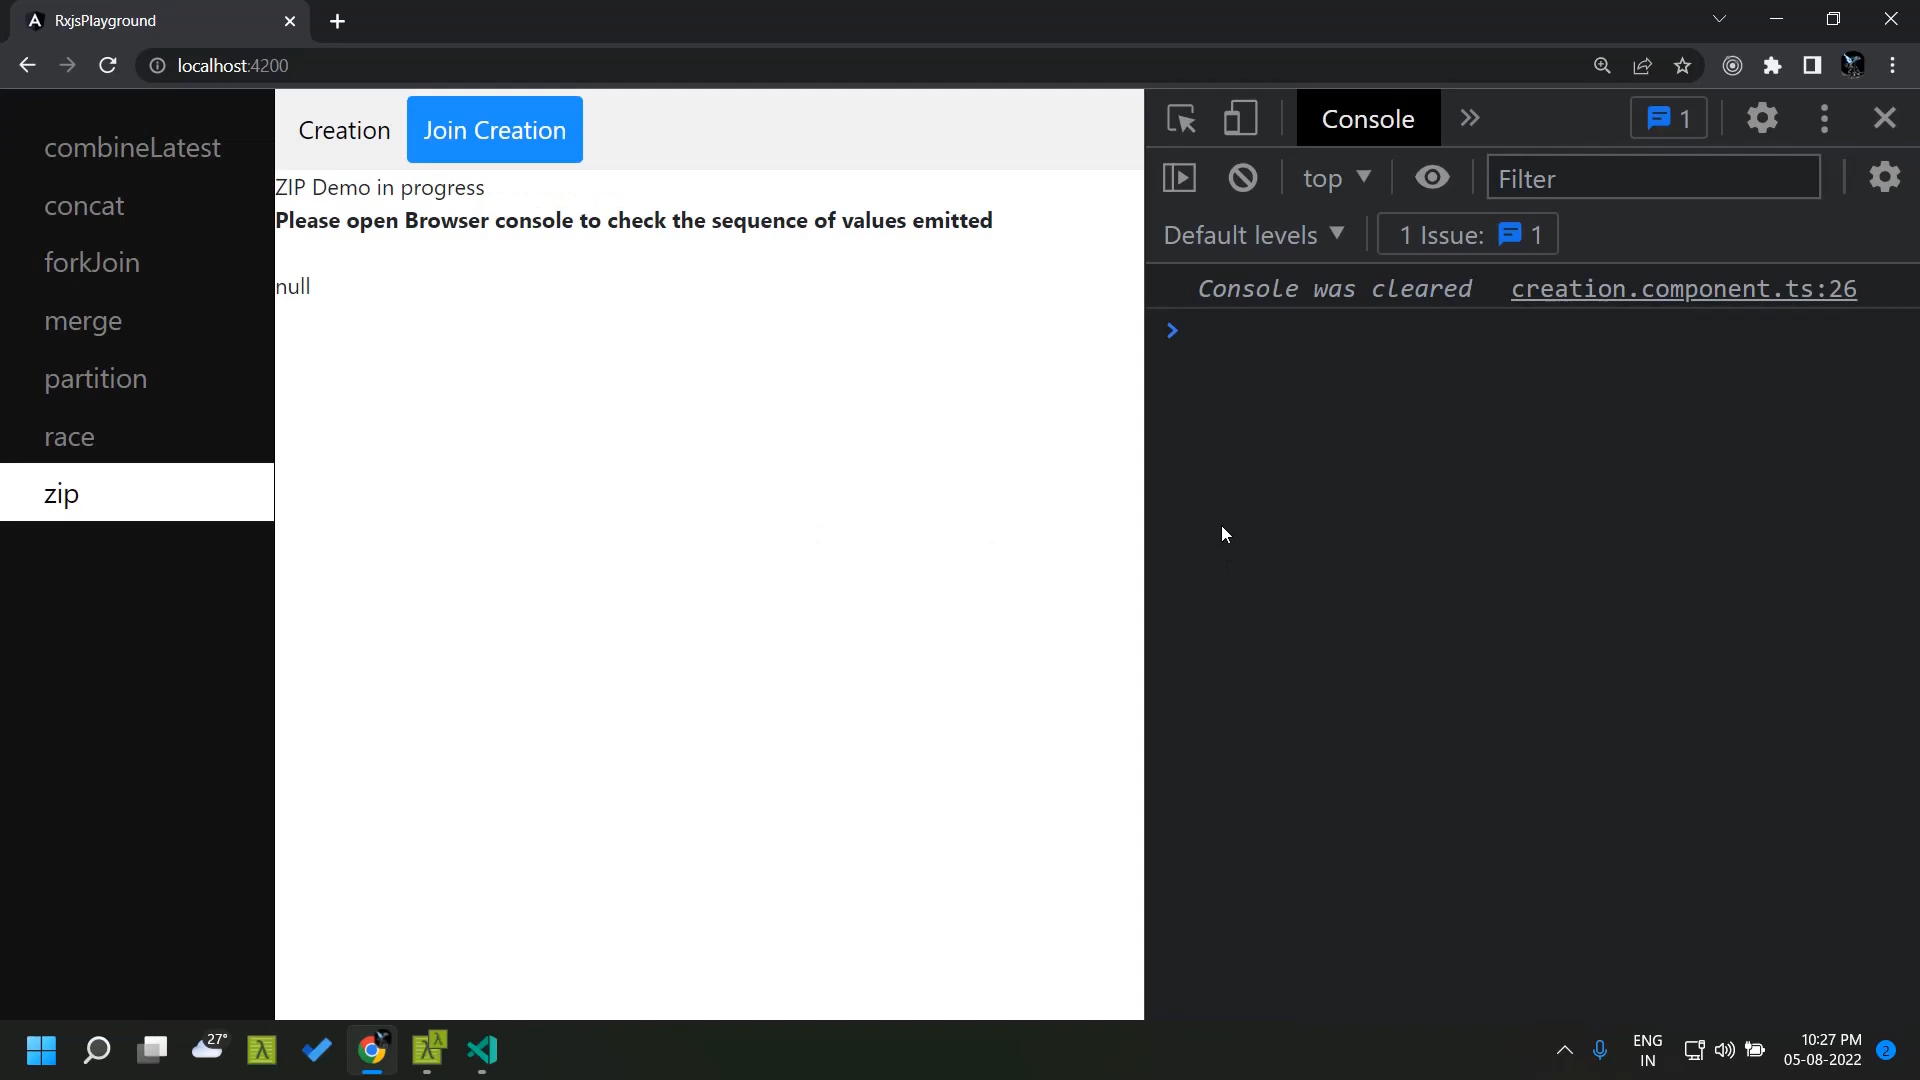 RxjsPlayground
localhost:4200
combineLatest
concat
forkJoin
merge
partition
race
zip
Creation
Join Creation
ZIP Demo in progress
Please open Browser console to check the sequence of values emitted
null
Console
1
top
Filter
Default levels
1 Issue: 1
Console was cleared
creation.component.ts:26
27°
ENG
IN
10:27 PM
05-08-2022
2